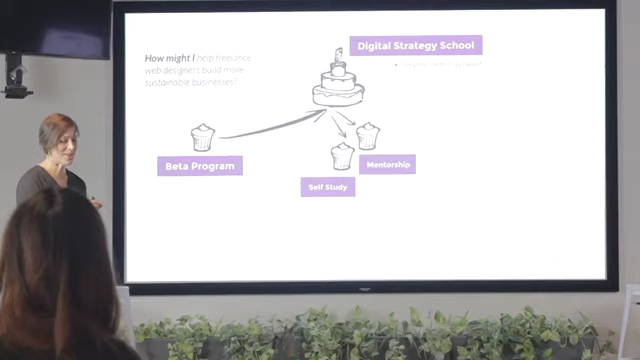 How might I help freelance
web designers build more
sustainable businesses?
Digital Strategy School
Beta Program
Mentorship
Self Study